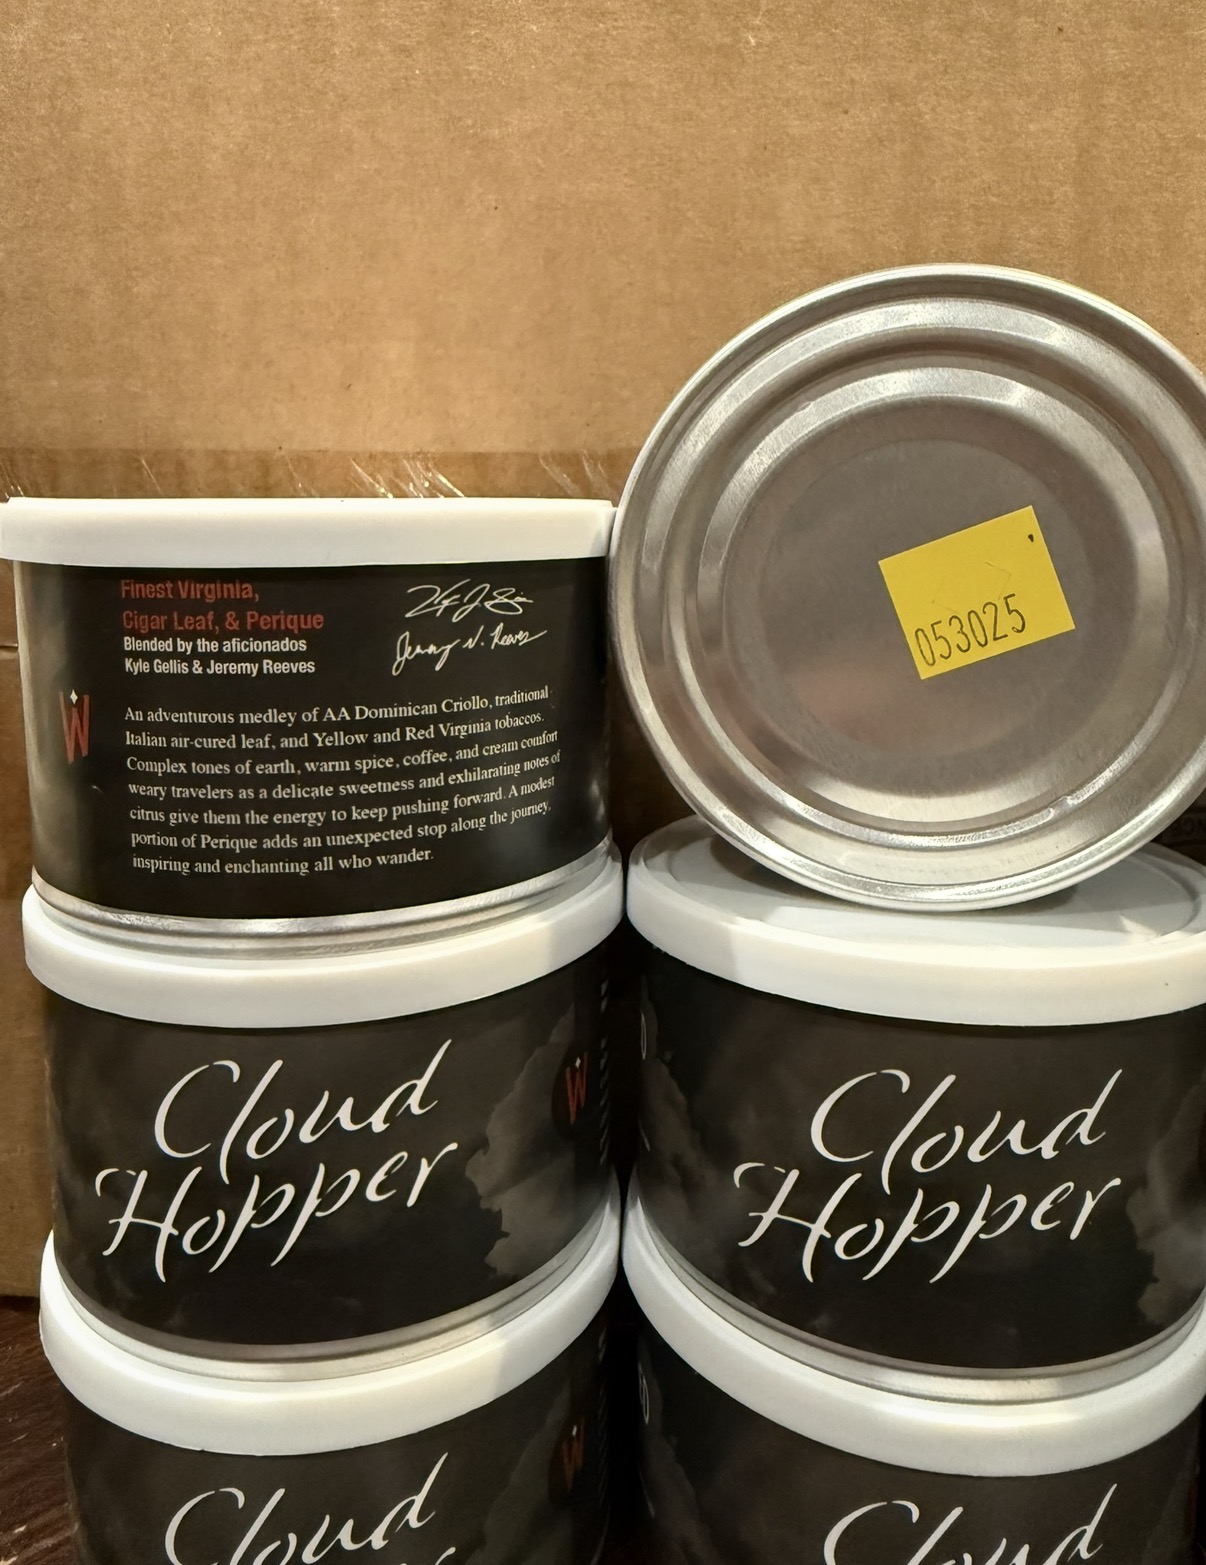 Finest Virginia,
Cigar Leaf, & Perique
Blended by the aficionados
Kyle Gellis & Jeremy Reeves
Jeremy N. Reeves
W
An adventurous medley of AA Dominican Criollo, traditional
Italian air-cured leaf, and Yellow and Red Virginia tobaccos.
Complex tones of earth, warm spice, coffee, and cream comfort
weary travelers as a delicate sweetness and exhilarating notes of
citrus give them the energy to keep pushing forward. A modest
portion of Perique adds an unexpected stop along the journey,
inspiring and enchanting all who wander.
053025
Cloud
Hopper
W
Cloud
Hopper
Cloud
W
Cloud